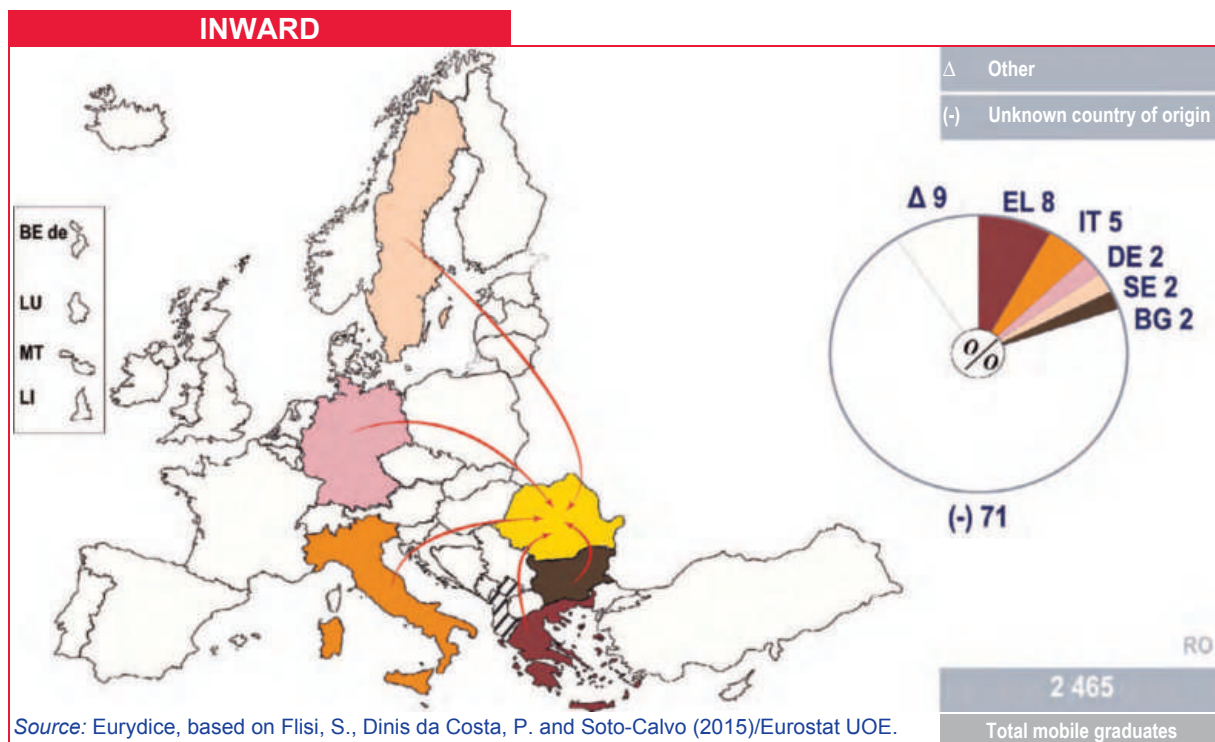 INWARD
Δ Other
(-) Unknown country of origin
BE de
LU
MT
LI
Δ 9
EL 8
IT 5
DE 2
SE 2
BG 2
%
(-) 71
RO
2 465
Total mobile graduates
Source: Eurydice, based on Flisi, S., Dinis da Costa, P. and Soto-Calvo (2015)/Eurostat UOE.